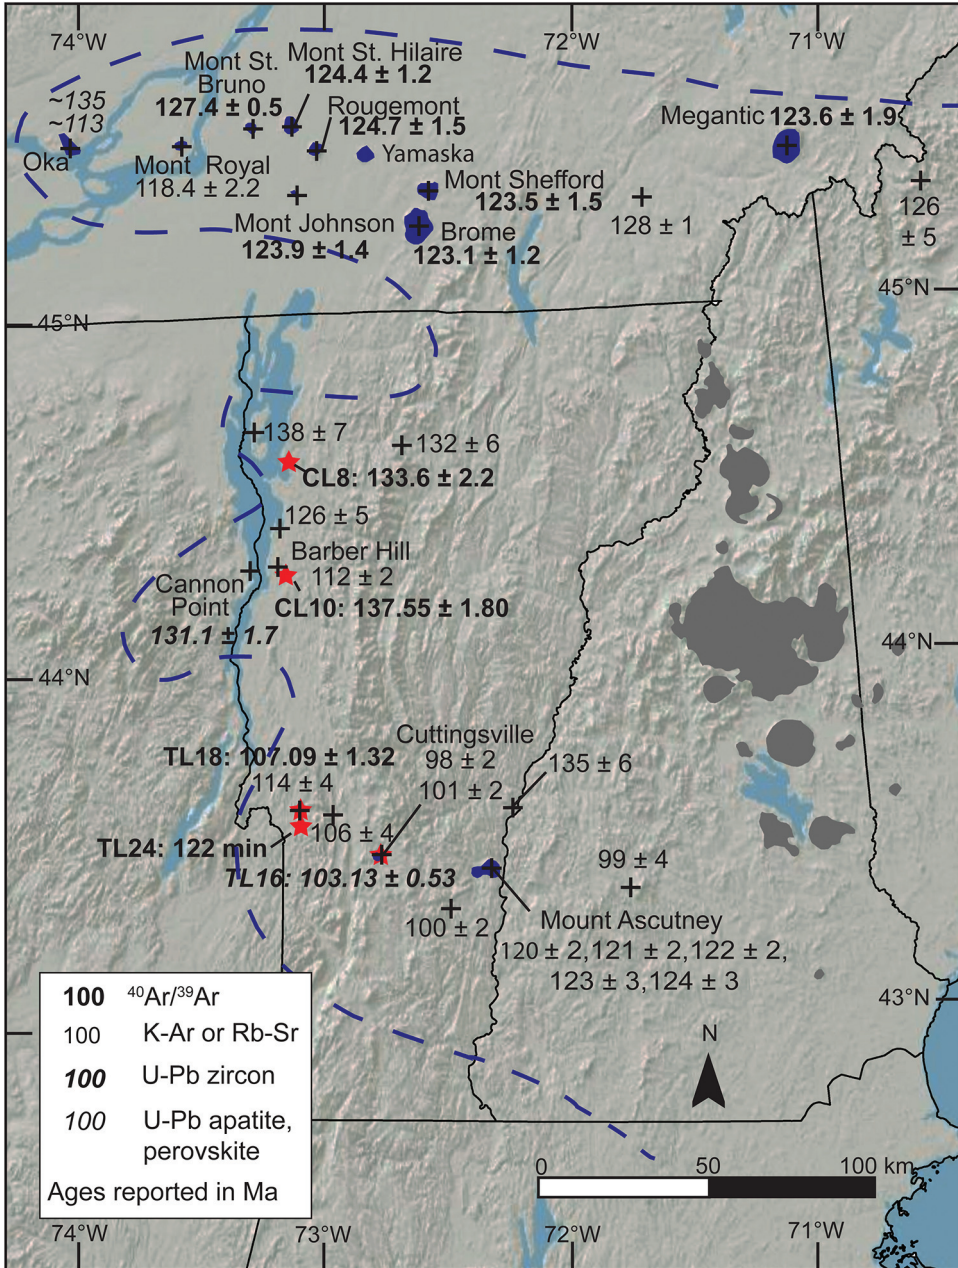 74°W
73°W
72°W
71°W
Mont St. Hilaire
124.4 ± 1.2
Mont St.
Bruno
127.4 ± 0.5
~135
~113
Oka
Rougemont
124.7 ± 1.5
Megantic 123.6 ± 1.9
Mont Royal
118.4 ± 2.2
Yamaska
Mont Shefford
123.5 ± 1.5
128 ± 1
126
± 5
Mont Johnson
123.9 ± 1.4
Brome
123.1 ± 1.2
45°N
45°N
138 ± 7
132 ± 6
CL8: 133.6 ± 2.2
126 ± 5
Barber Hill
112 ± 2
CL10: 137.55 ± 1.80
Cannon
Point
131.1 ± 1.7
44°N
44°N
Cuttingsville
98 ± 2
101 ± 2
TL18: 107.09 ± 1.32
114 ± 4
135 ± 6
106 ± 4
TL24: 122 min
TL16: 103.13 ± 0.53
99 ± 4
100 ± 2
Mount Ascutney
120 ± 2,121 ± 2,122 ± 2,
123 ± 3,124 ± 3
43°N
100 40Ar/39Ar
100 K-Ar or Rb-Sr
100 U-Pb zircon
100 U-Pb apatite,
perovskite
Ages reported in Ma
N
0 50 100 km
74°W
73°W
72°W
71°W